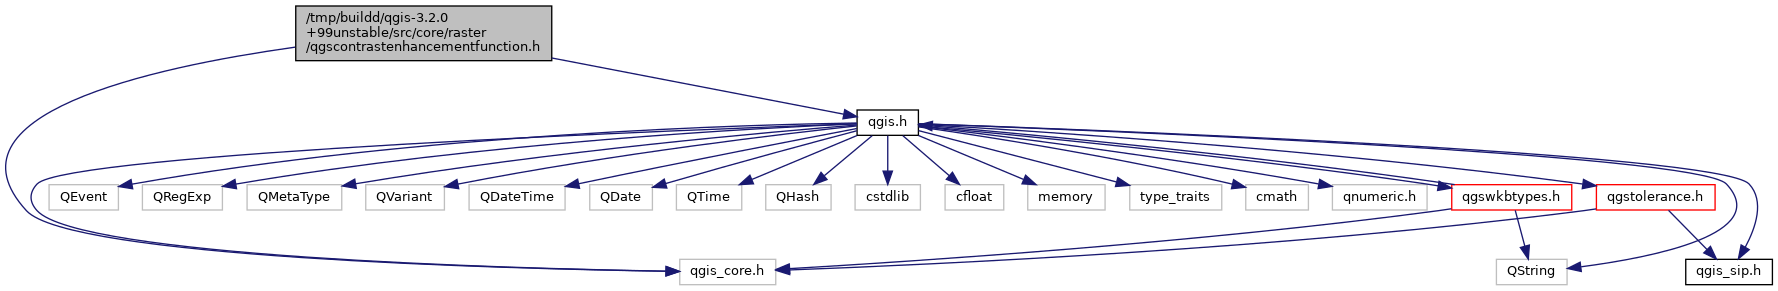 /tmp/buildd/qgis-3.2.0
+99unstable/src/core/raster
/qgscontrastenhancementfunction.h
qgis.h
QEvent
QRegExp
QMetaType
QVariant
QDateTime
QDate
QTime
QHash
cstdlib
cfloat
memory
type_traits
cmath
qnumeric.h
qgswkbtypes.h
qgstolerance.h
qgis_core.h
QString
qgis_sip.h